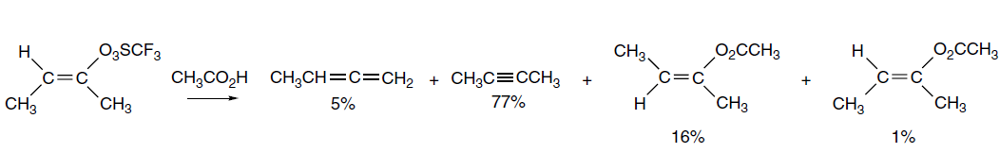 H O3SCF3
C=C
CH3 CH3
CH3CO2H
CH3CH=C=CH2 + CH3C≡CCH3 +
5% 77%
CH3 O2CCH3
C=C
H CH3
16%
+
H O2CCH3
C=C
CH3 CH3
1%